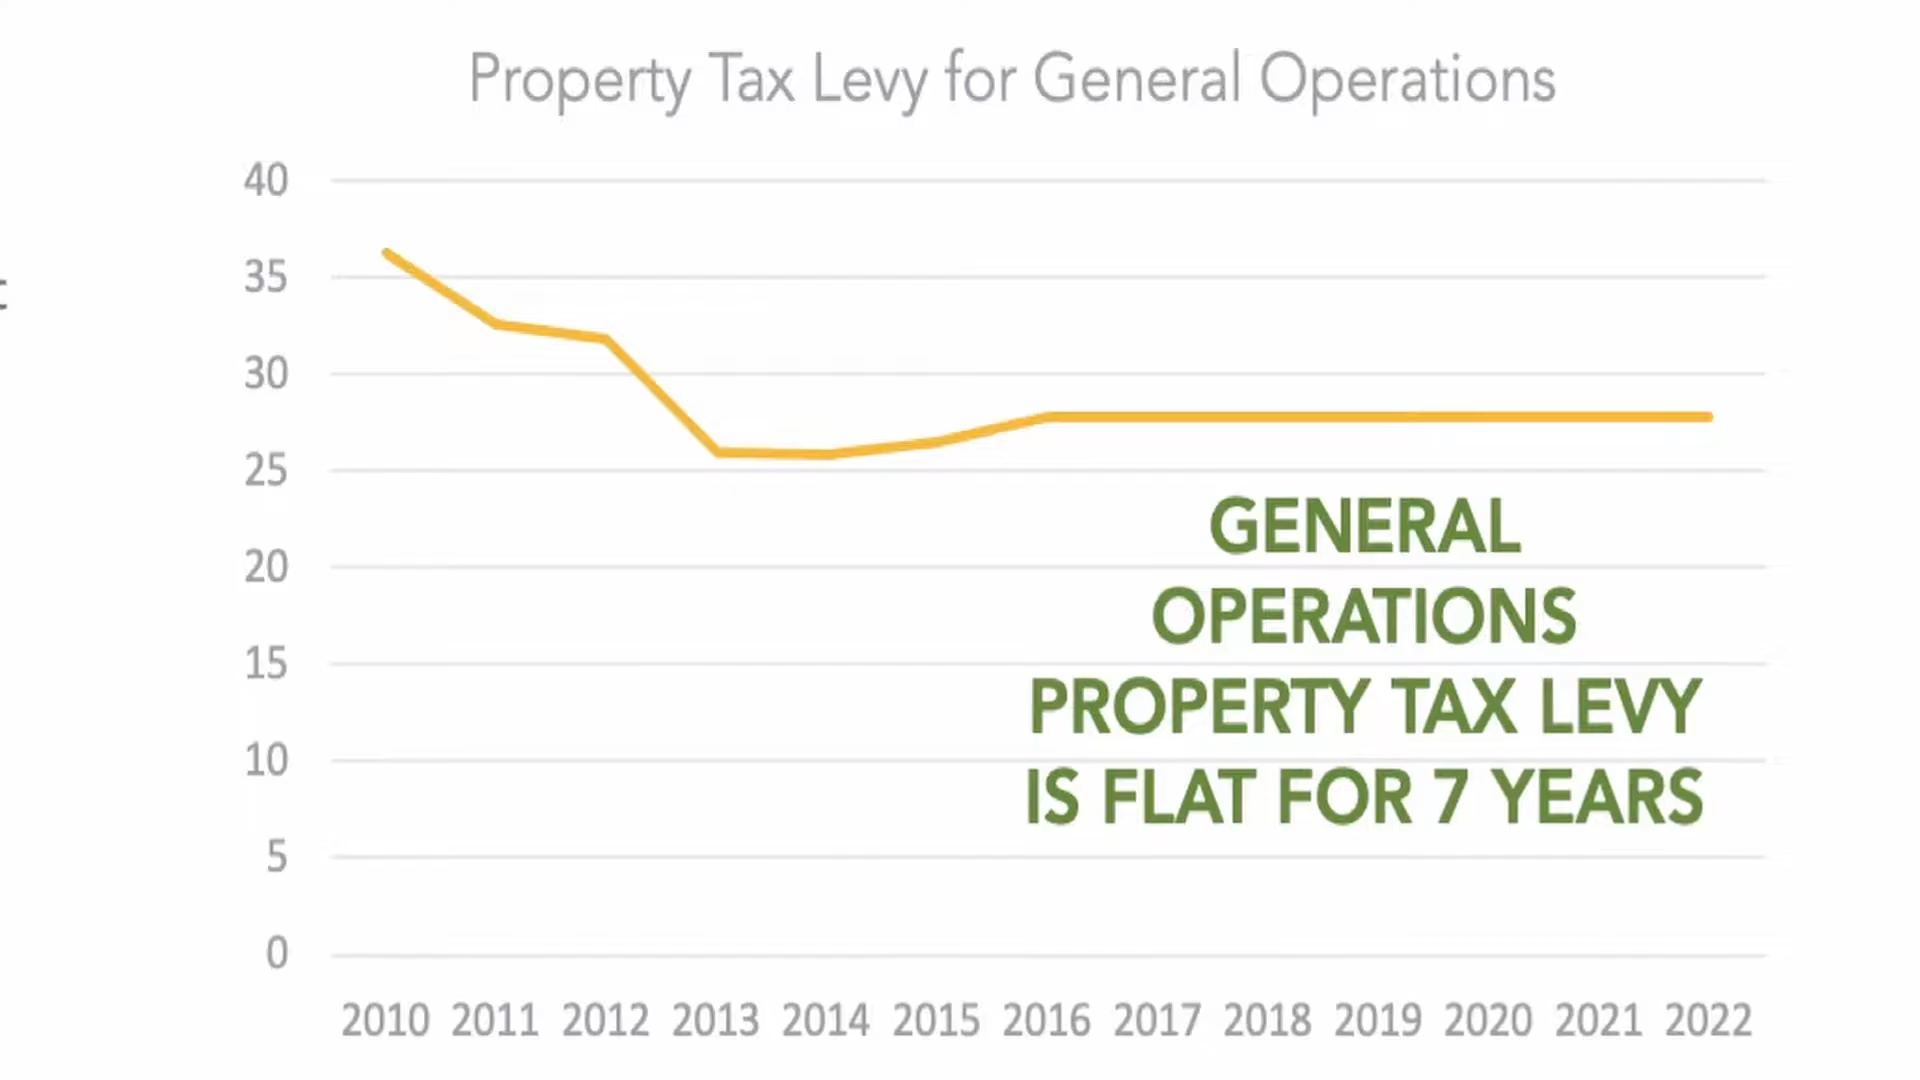 Property Tax Levy for General Operations
40
35
30
25
20
15
10
5
0
GENERAL
OPERATIONS
PROPERTY TAX LEVY
IS FLAT FOR 7 YEARS
2010 2011 2012 2013 2014 2015 2016 2017 2018 2019 2020 2021 2022